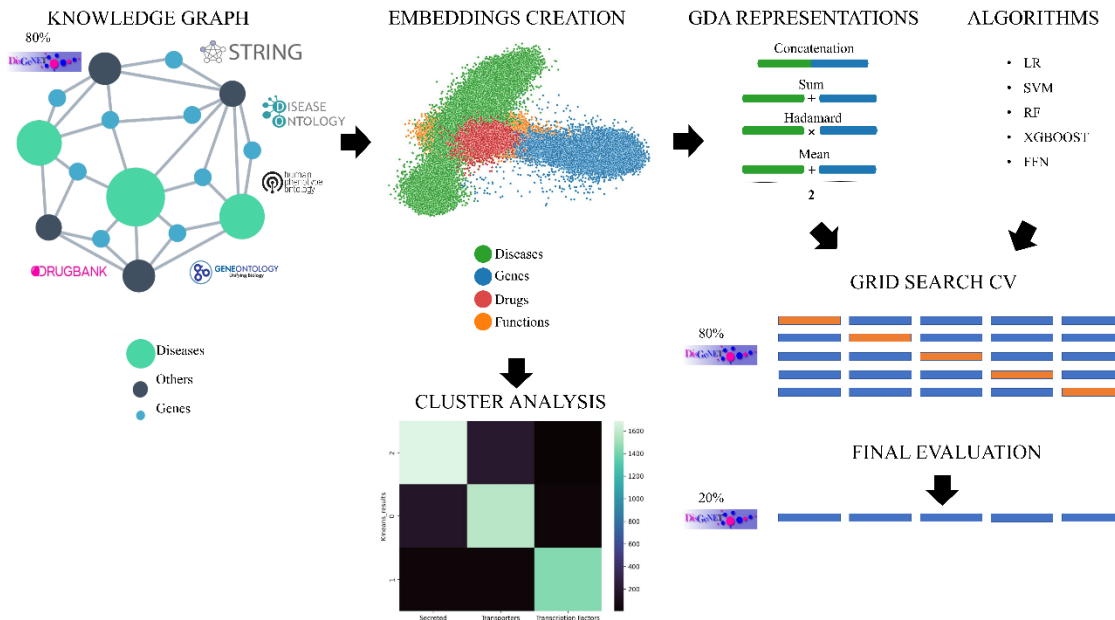 KNOWLEDGE GRAPH
80%
DisGeNET
STRING
DISEASE
ONTOLOGY
human
phenotype
ontology
DRUGBANK
GENEONTOLOGY
Unifying Biology
Diseases
Others
Genes
EMBEDDINGS CREATION
Diseases
Genes
Drugs
Functions
CLUSTER ANALYSIS
Kmeans_results
2
0
1
Secreted
Transporters
Transcription Factors
1600
1400
1200
1000
800
600
400
200
GDA REPRESENTATIONS
Concatenation
Sum
+
Hadamard
×
Mean
+
2
ALGORITHMS
• LR
• SVM
• RF
• XGBOOST
• FFN
GRID SEARCH CV
80%
DisGeNET
FINAL EVALUATION
20%
DisGeNET